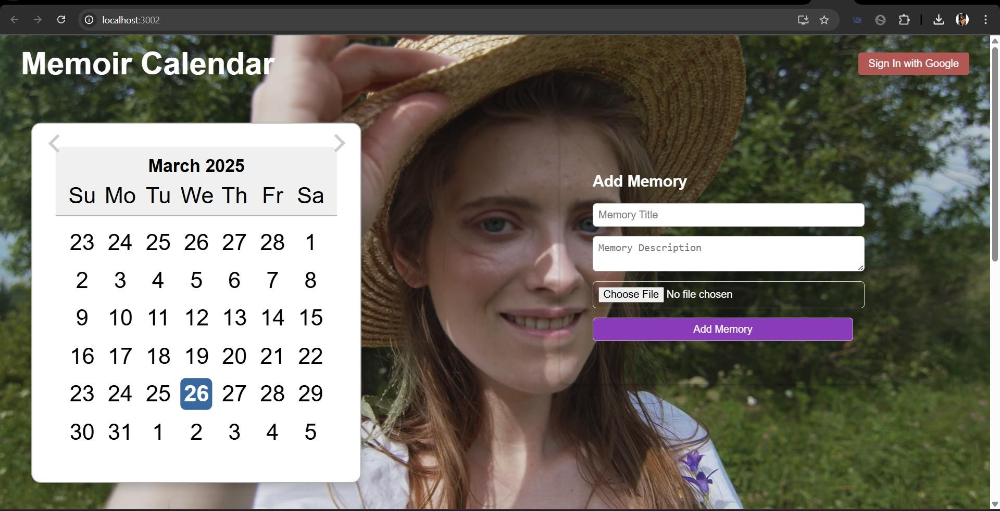 localhost:3002
Memoir Calendar
Sign In with Google
March 2025
Su Mo Tu We Th Fr Sa
23 24 25 26 27 28 1
2 3 4 5 6 7 8
9 10 11 12 13 14 15
16 17 18 19 20 21 22
23 24 25 26 27 28 29
30 31 1 2 3 4 5
Add Memory
Memory Title
Memory Description
Choose File No file chosen
Add Memory